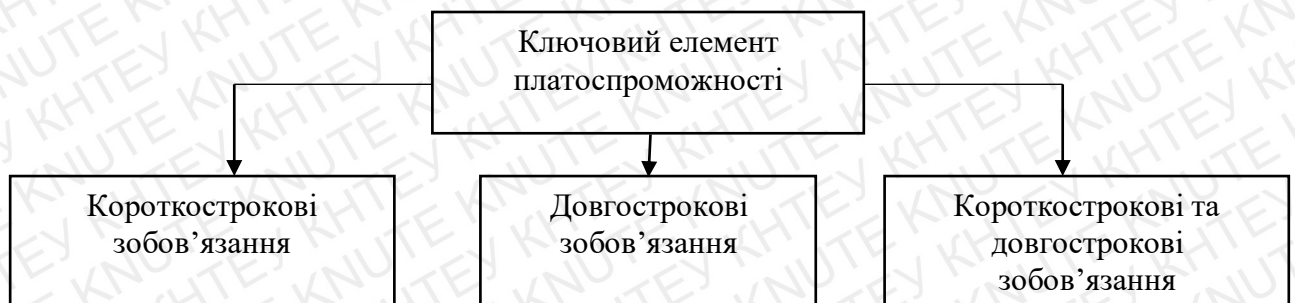 Ключовий елемент
платоспроможності
Короткострокові
зобов’язання
Довгострокові
зобов’язання
Короткострокові та
довгострокові
зобов’язання